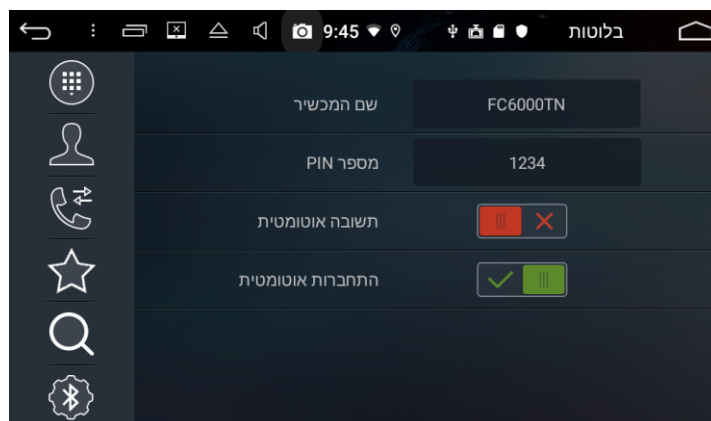 9:45 בלוטות
שם המכשיר FC6000TN
מספר PIN 1234
תשובה אוטומטית
התחברות אוטומטית